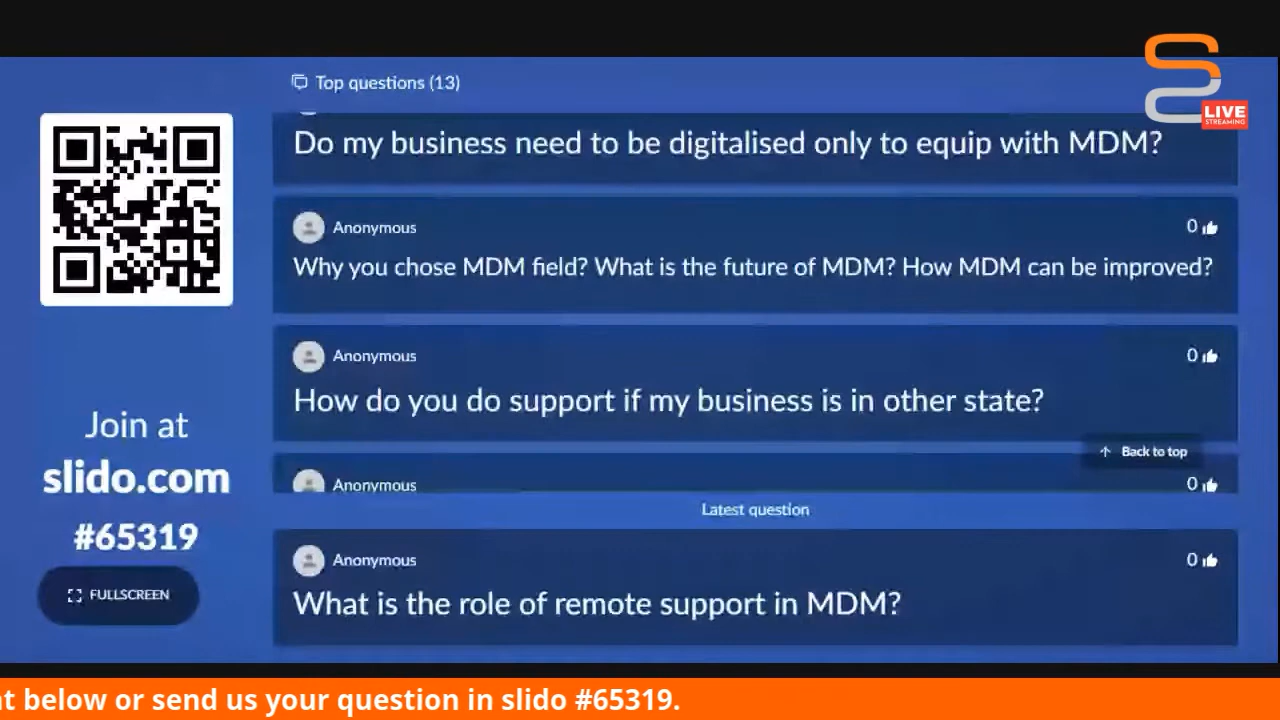 Top questions (13)
LIVE
STREAMING
Do my business need to be digitalised only to equip with MDM?
Anonymous
0
Why you chose MDM field? What is the future of MDM? How MDM can be improved?
Anonymous
0
How do you do support if my business is in other state?
Back to top
Anonymous
0
Latest question
Anonymous
0
What is the role of remote support in MDM?
Join at
slido.com
#65319
FULLSCREEN
t below or send us your question in slido #65319.